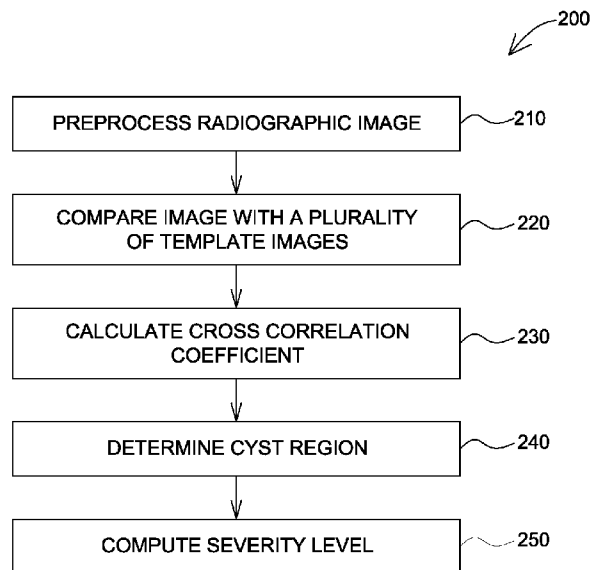 200
PREPROCESS RADIOGRAPHIC IMAGE
210
COMPARE IMAGE WITH A PLURALITY
OF TEMPLATE IMAGES
220
CALCULATE CROSS CORRELATION
COEFFICIENT
230
DETERMINE CYST REGION
240
COMPUTE SEVERITY LEVEL
250